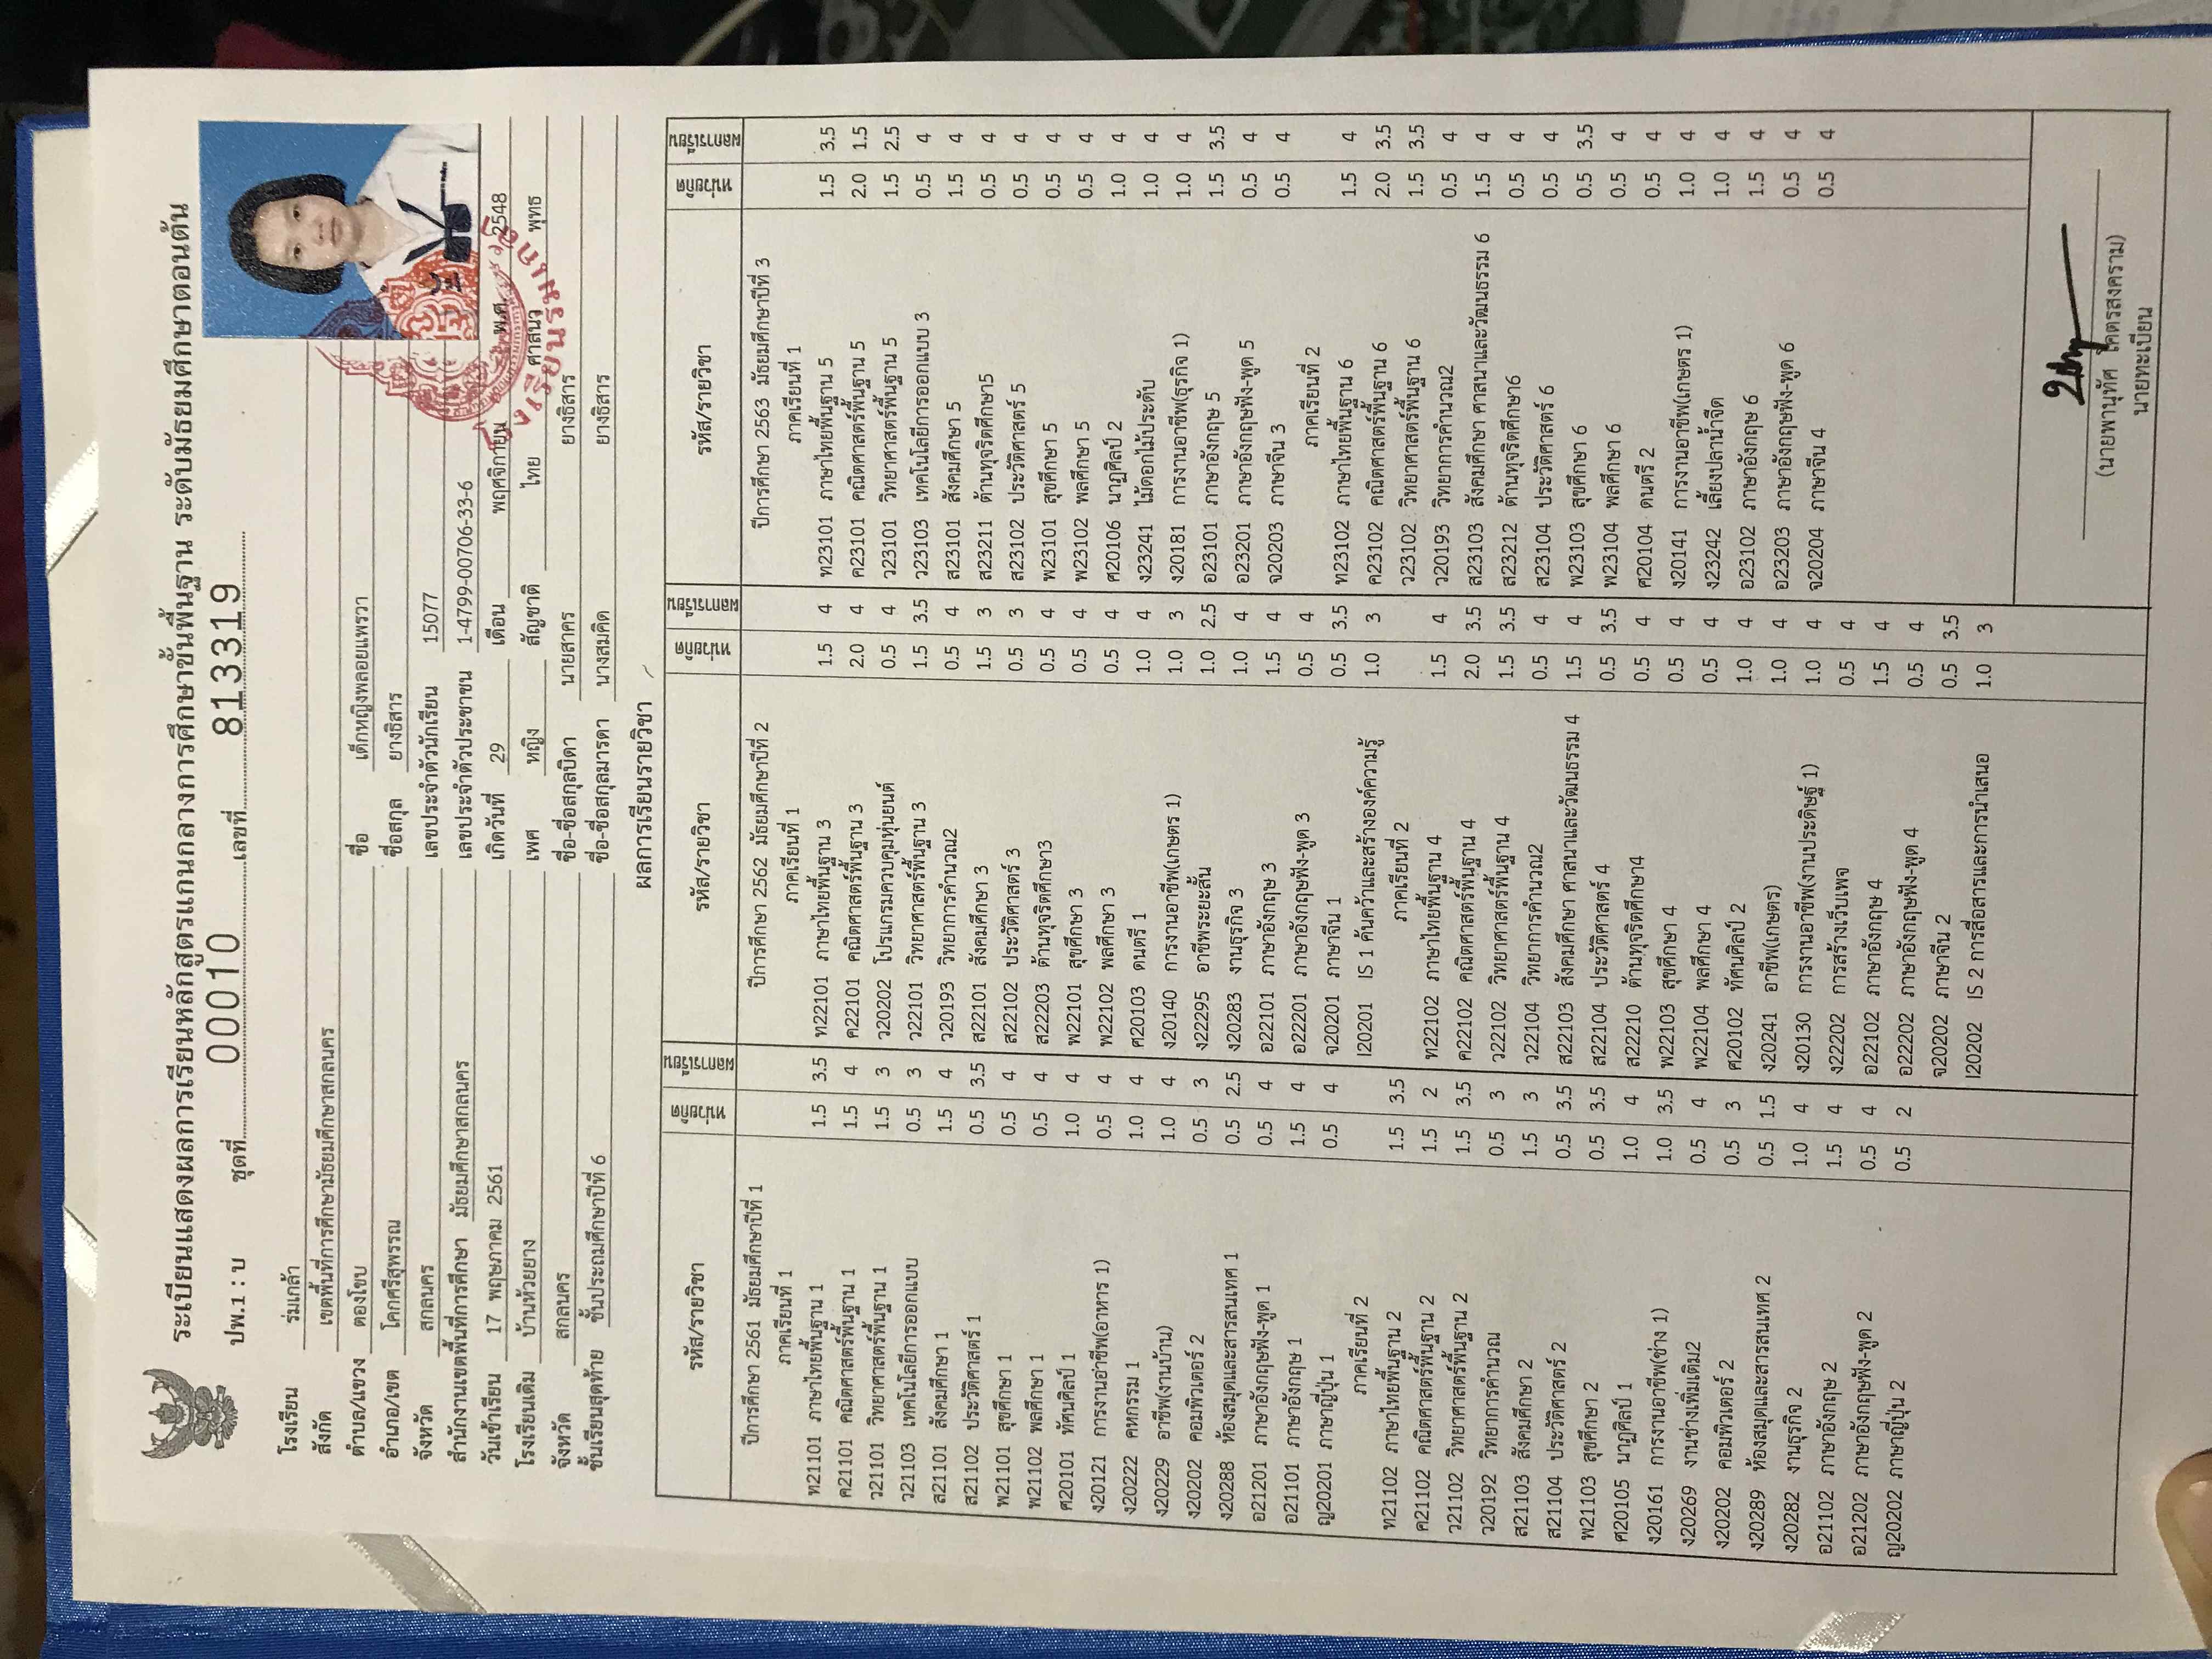 ระเบียนแสดงผลการเรียนหลักสูตรแกนกลางการศึกษาขั้นพื้นฐาน ระดับมัธยมศึกษาตอนต้น
ปพ.1 : บ ชุดที่ 00010 เลขที่ 813319
โรงเรียน ร่มเกล้า
สังกัด เขตพื้นที่การศึกษามัธยมศึกษาสกลนคร
ตำบล/แขวง ตองโขบ
อำเภอ/เขต โคกศรีสุพรรณ
จังหวัด สกลนคร
สำนักงานเขตพื้นที่การศึกษา มัธยมศึกษาสกลนคร
วันเข้าเรียน 17 พฤษภาคม 2561
โรงเรียนเดิม บ้านห้วยยาง
จังหวัด สกลนคร
ชั้นเรียนสุดท้าย ชั้นประถมศึกษาปีที่ 6
ชื่อ เด็กหญิงพลอยแพรวา
ชื่อสกุล ยางธิสาร
เลขประจำตัวนักเรียน 15077
เลขประจำตัวประชาชน 1-4799-00706-33-6
เกิดวันที่ 29 เดือน พฤศจิกายน พ.ศ. 2548
เพศ หญิง สัญชาติ ไทย ศาสนา พุทธ
ชื่อ-ชื่อสกุลบิดา นายสาคร ยางธิสาร
ชื่อ-ชื่อสกุลมารดา นางสมคิด ยางธิสาร
ผลการเรียนรายวิชา
รหัส/รายวิชา หน่วยกิต ผลการเรียน
ปีการศึกษา 2561 มัธยมศึกษาปีที่ 1
ภาคเรียนที่ 1
ท21101 ภาษาไทยพื้นฐาน 1 1.5 3.5
ค21101 คณิตศาสตร์พื้นฐาน 1 1.5 4
ว21101 วิทยาศาสตร์พื้นฐาน 1 1.5 3
ว21103 เทคโนโลยีการออกแบบ 0.5 3
ส21101 สังคมศึกษา 1 1.5 4
ส21102 ประวัติศาสตร์ 1 0.5 3.5
พ21101 สุขศึกษา 1 0.5 4
พ21102 พลศึกษา 1 0.5 4
ศ20101 ทัศนศิลป์ 1 1.0 4
ง20121 การงานอาชีพ(อาหาร 1) 0.5 4
ง20222 คหกรรม 1 1.0 4
ง20229 อาชีพ(งานบ้าน) 1.0 4
ง20202 คอมพิวเตอร์ 2 0.5 3
ง20288 ห้องสมุดและสารสนเทศ 1 0.5 2.5
อ21201 ภาษาอังกฤษฟัง-พูด 1 0.5 4
อ21101 ภาษาอังกฤษ 1 1.5 4
ญ20201 ภาษาญี่ปุ่น 1 0.5 4
ภาคเรียนที่ 2
ท21102 ภาษาไทยพื้นฐาน 2 1.5 3.5
ค21102 คณิตศาสตร์พื้นฐาน 2 1.5 2
ว21102 วิทยาศาสตร์พื้นฐาน 2 1.5 3.5
ว20192 วิทยาการคำนวณ 0.5 3
ส21103 สังคมศึกษา 2 1.5 3
ส21104 ประวัติศาสตร์ 2 0.5 3.5
พ21103 สุขศึกษา 2 0.5 3.5
ศ20105 นาฏศิลป์ 1 1.0 4
ง20161 การงานอาชีพ(ช่าง 1) 1.0 3.5
ง20269 งานช่างเพิ่มเติม2 0.5 4
ง20202 คอมพิวเตอร์ 2 0.5 3
ง20289 ห้องสมุดและสารสนเทศ 2 0.5 1.5
ง20282 งานธุรกิจ 2 1.0 4
อ21102 ภาษาอังกฤษ 2 1.5 4
อ21202 ภาษาอังกฤษฟัง-พูด 2 0.5 4
ญ20202 ภาษาญี่ปุ่น 2 0.5 2
รหัส/รายวิชา หน่วยกิต ผลการเรียน
ปีการศึกษา 2562 มัธยมศึกษาปีที่ 2
ภาคเรียนที่ 1
ท22101 ภาษาไทยพื้นฐาน 3 1.5 4
ค22101 คณิตศาสตร์พื้นฐาน 3 2.0 4
ว20202 โปรแกรมควบคุมหุ่นยนต์ 0.5 4
ว22101 วิทยาศาสตร์พื้นฐาน 3 1.5 3.5
ว20193 วิทยาการคำนวณ2 0.5 4
ส22101 สังคมศึกษา 3 1.5 3
ส22102 ประวัติศาสตร์ 3 0.5 3
ส22203 ต้านทุจริตศึกษา3 0.5 4
พ22101 สุขศึกษา 3 0.5 4
พ22102 พลศึกษา 3 0.5 4
ศ20103 ดนตรี 1 1.0 4
ง20140 การงานอาชีพ(เกษตร 1) 1.0 3
ง22295 อาชีพระยะสั้น 1.0 2.5
ง20283 งานธุรกิจ 3 1.0 4
อ22101 ภาษาอังกฤษ 3 1.5 4
อ22201 ภาษาอังกฤษฟัง-พูด 3 0.5 4
จ20201 ภาษาจีน 1 0.5 3.5
I20201 IS 1 ค้นคว้าและสร้างองค์ความรู้ 1.0 3
ภาคเรียนที่ 2
ท22102 ภาษาไทยพื้นฐาน 4 1.5 4
ค22102 คณิตศาสตร์พื้นฐาน 4 2.0 3.5
ว22102 วิทยาศาสตร์พื้นฐาน 4 1.5 3.5
ว22104 วิทยาการคำนวณ2 0.5 4
ส22103 สังคมศึกษา ศาสนาและวัฒนธรรม 4 1.5 4
ส22104 ประวัติศาสตร์ 4 0.5 3.5
ส22210 ต้านทุจริตศึกษา4 0.5 4
พ22103 สุขศึกษา 4 0.5 4
พ22104 พลศึกษา 4 0.5 4
ศ20102 ทัศนศิลป์ 2 1.0 4
ง20241 อาชีพ(เกษตร) 1.0 4
ง20130 การงานอาชีพ(งานประดิษฐ์ 1) 1.0 4
ง22202 การสร้างเว็บเพจ 0.5 4
อ22102 ภาษาอังกฤษ 4 1.5 4
อ22202 ภาษาอังกฤษฟัง-พูด 4 0.5 4
จ20202 ภาษาจีน 2 0.5 3.5
I20202 IS 2 การสื่อสารและการนำเสนอ 1.0 3
รหัส/รายวิชา หน่วยกิต ผลการเรียน
ปีการศึกษา 2563 มัธยมศึกษาปีที่ 3
ภาคเรียนที่ 1
ท23101 ภาษาไทยพื้นฐาน 5 1.5 3.5
ค23101 คณิตศาสตร์พื้นฐาน 5 2.0 1.5
ว23101 วิทยาศาสตร์พื้นฐาน 5 1.5 2.5
ว23103 เทคโนโลยีการออกแบบ 3 0.5 4
ส23101 สังคมศึกษา 5 1.5 4
ส23211 ต้านทุจริตศึกษา5 0.5 4
ส23102 ประวัติศาสตร์ 5 0.5 4
พ23101 สุขศึกษา 5 0.5 4
พ23102 พลศึกษา 5 0.5 4
ศ20106 นาฏศิลป์ 2 1.0 4
ง23241 ไม้ดอกไม้ประดับ 1.0 4
ง20181 การงานอาชีพ(ธุรกิจ 1) 1.0 4
อ23101 ภาษาอังกฤษ 5 1.5 3.5
อ23201 ภาษาอังกฤษฟัง-พูด 5 0.5 4
จ20203 ภาษาจีน 3 0.5 4
ภาคเรียนที่ 2
ท23102 ภาษาไทยพื้นฐาน 6 1.5 4
ค23102 คณิตศาสตร์พื้นฐาน 6 2.0 3.5
ว23102 วิทยาศาสตร์พื้นฐาน 6 1.5 3.5
ว20193 วิทยาการคำนวณ2 0.5 4
ส23103 สังคมศึกษา ศาสนาและวัฒนธรรม 6 1.5 4
ส23212 ต้านทุจริตศึกษา6 0.5 4
ส23104 ประวัติศาสตร์ 6 0.5 4
พ23103 สุขศึกษา 6 0.5 3.5
พ23104 พลศึกษา 6 0.5 4
ศ20104 ดนตรี 2 0.5 4
ง20141 การงานอาชีพ(เกษตร 1) 1.0 4
ง23242 เลี้ยงปลาน้ำจืด 1.0 4
อ23102 ภาษาอังกฤษ 6 1.5 4
อ23203 ภาษาอังกฤษฟัง-พูด 6 0.5 4
จ20204 ภาษาจีน 4 0.5 4
(นายพานุทัศ โคตรสงคราม)
นายทะเบียน
โรงเรียนร่มเกล้า